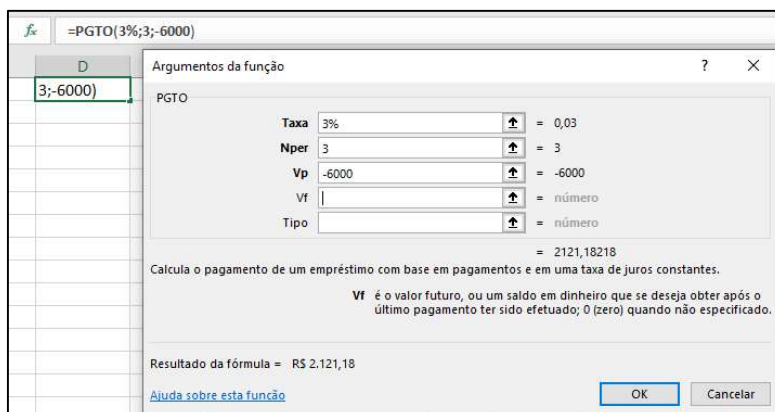 fx =PGTO(3%;3;-6000)
D
3;-6000)
Argumentos da função ? X
PGTO
Taxa 3% = 0,03
Nper 3 = 3
Vp -6000 = -6000
Vf = número
Tipo = número
= 2121,18218
Calcula o pagamento de um empréstimo com base em pagamentos e em uma taxa de juros constantes.
Vf é o valor futuro, ou um saldo em dinheiro que se deseja obter após o
último pagamento ter sido efetuado; 0 (zero) quando não especificado.
Resultado da fórmula = R$ 2.121,18
Ajuda sobre esta função OK Cancelar